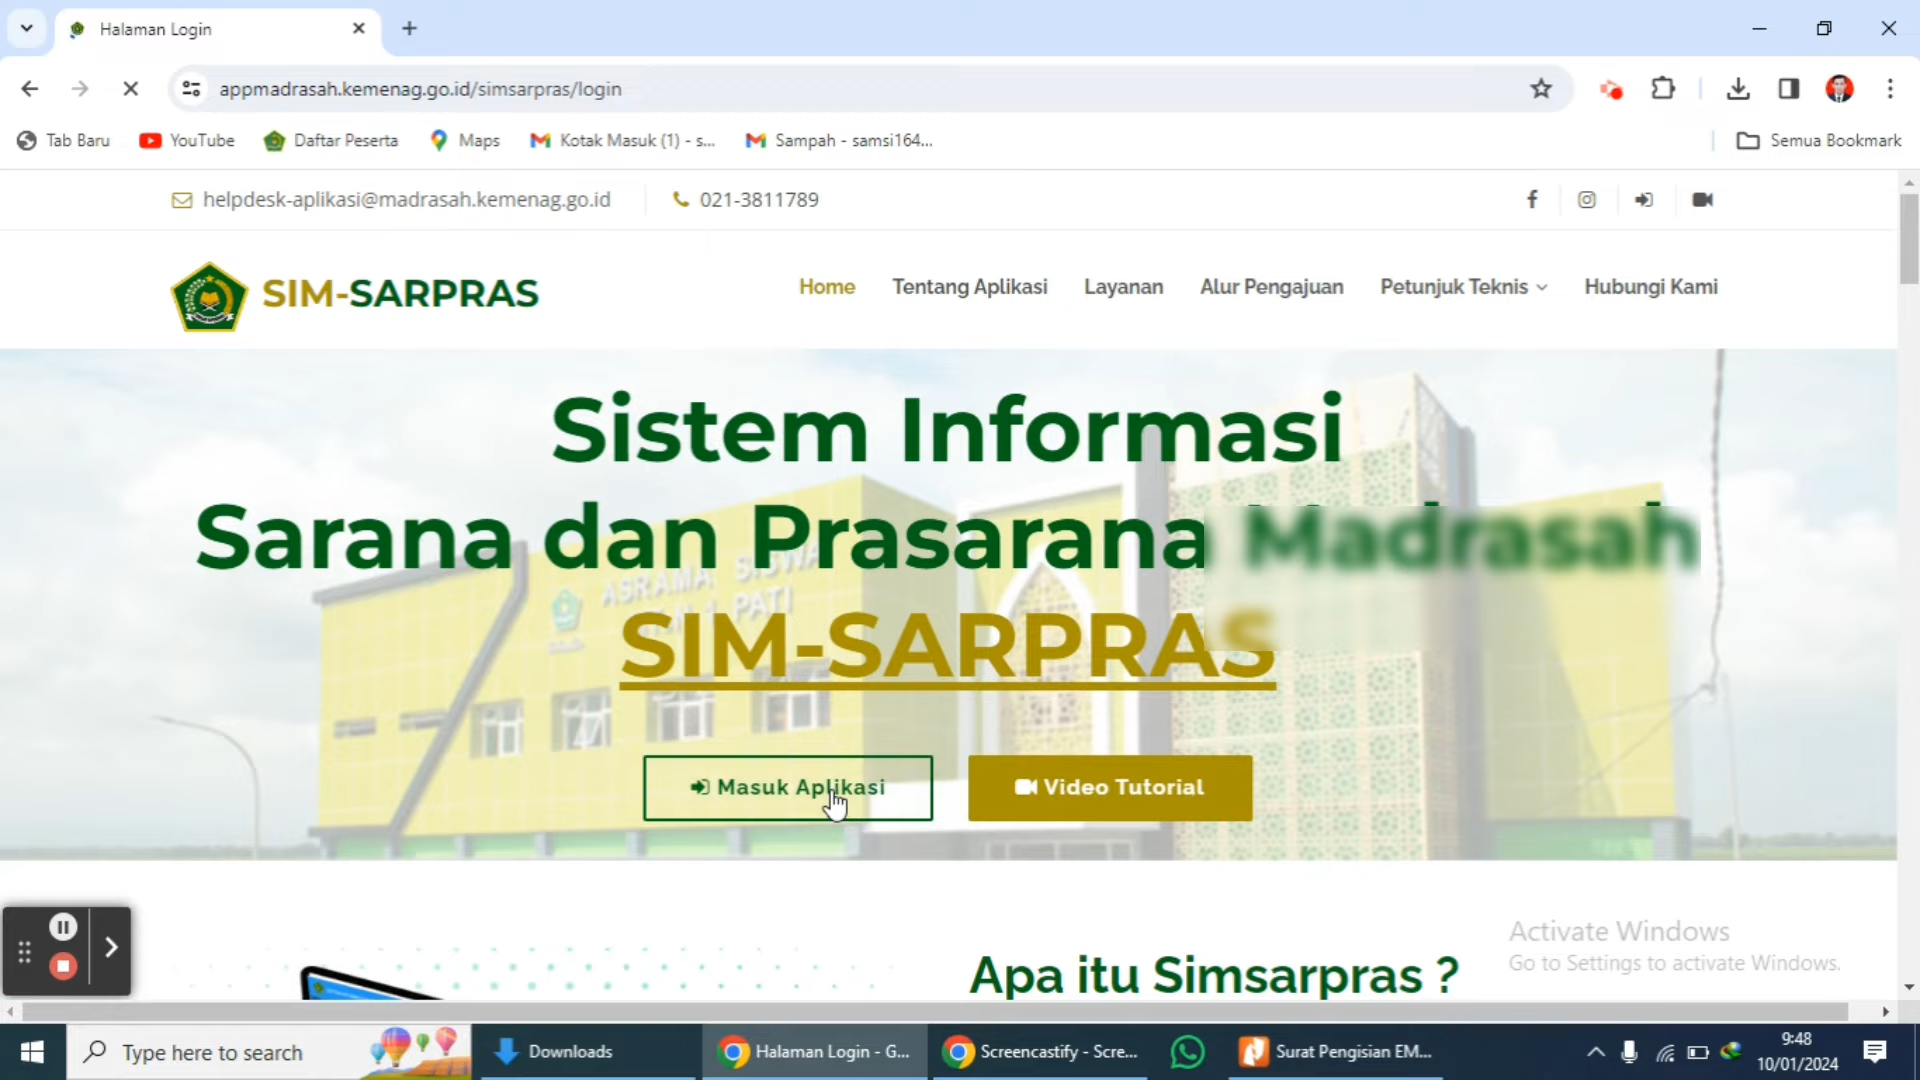 Halaman Login
appmadrasah.kemenag.go.id/simsarpras/login
Tab Baru YouTube Daftar Peserta Maps Kotak Masuk (1) - s... Sampah - samsi164... Semua Bookmark
helpdesk-aplikasi@madrasah.kemenag.go.id 021-3811789
SIM-SARPRAS Home Tentang Aplikasi Layanan Alur Pengajuan Petunjuk Teknis Hubungi Kami
Sistem Informasi
Sarana dan Prasarana Madrasah
SIM-SARPRAS
ASRAMA SISWA
PATI
Masuk Aplikasi Video Tutorial
Apa itu Simsarpras ?
Activate Windows
Go to Settings to activate Windows.
Type here to search Downloads Halaman Login - G... Screencastify - Scre... Surat Pengisian EM... 9:48
10/01/2024